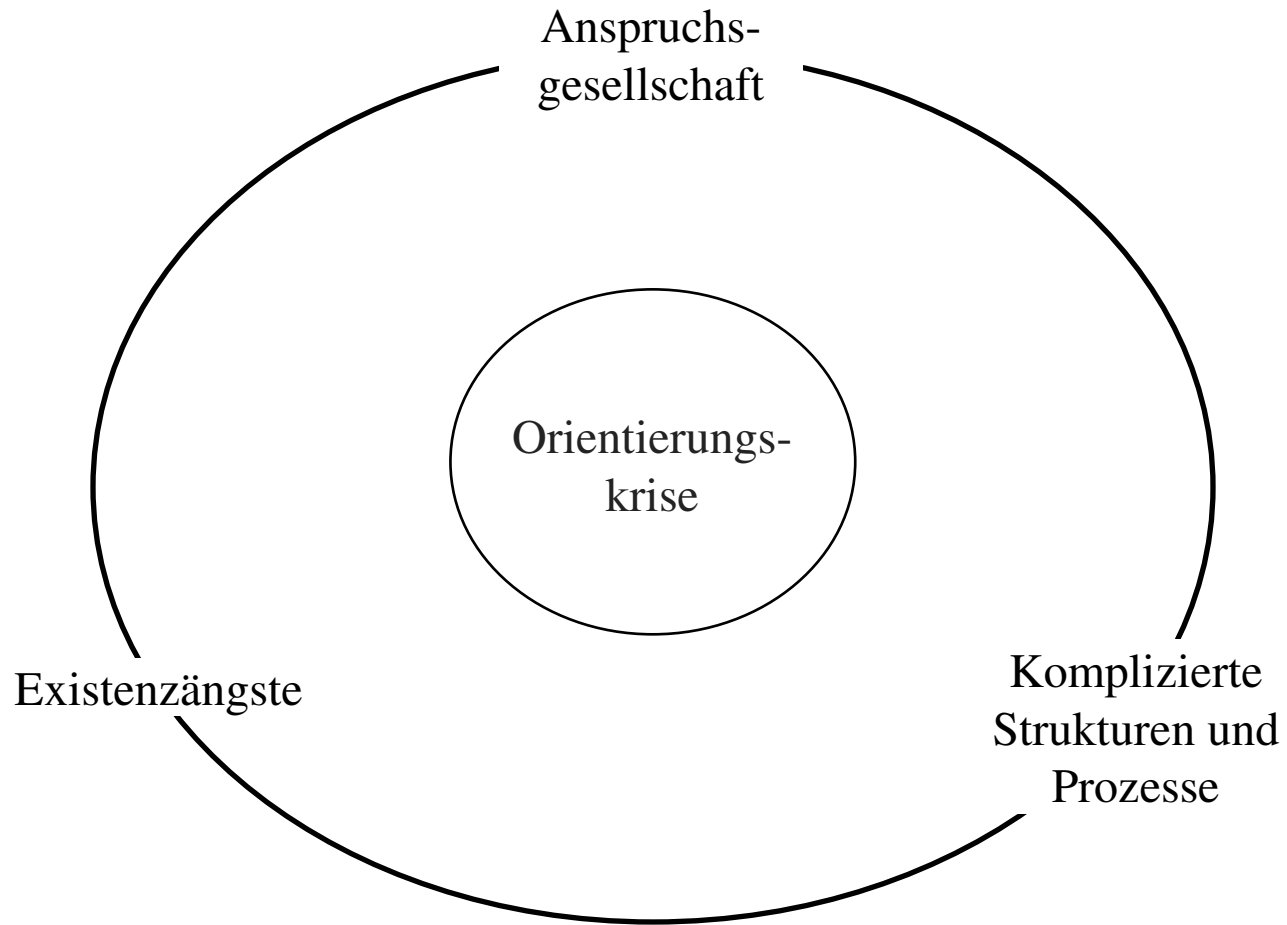 Anspruchs-
gesellschaft
Orientierungs-
krise
Existenzängste
Komplizierte
Strukturen und
Prozesse